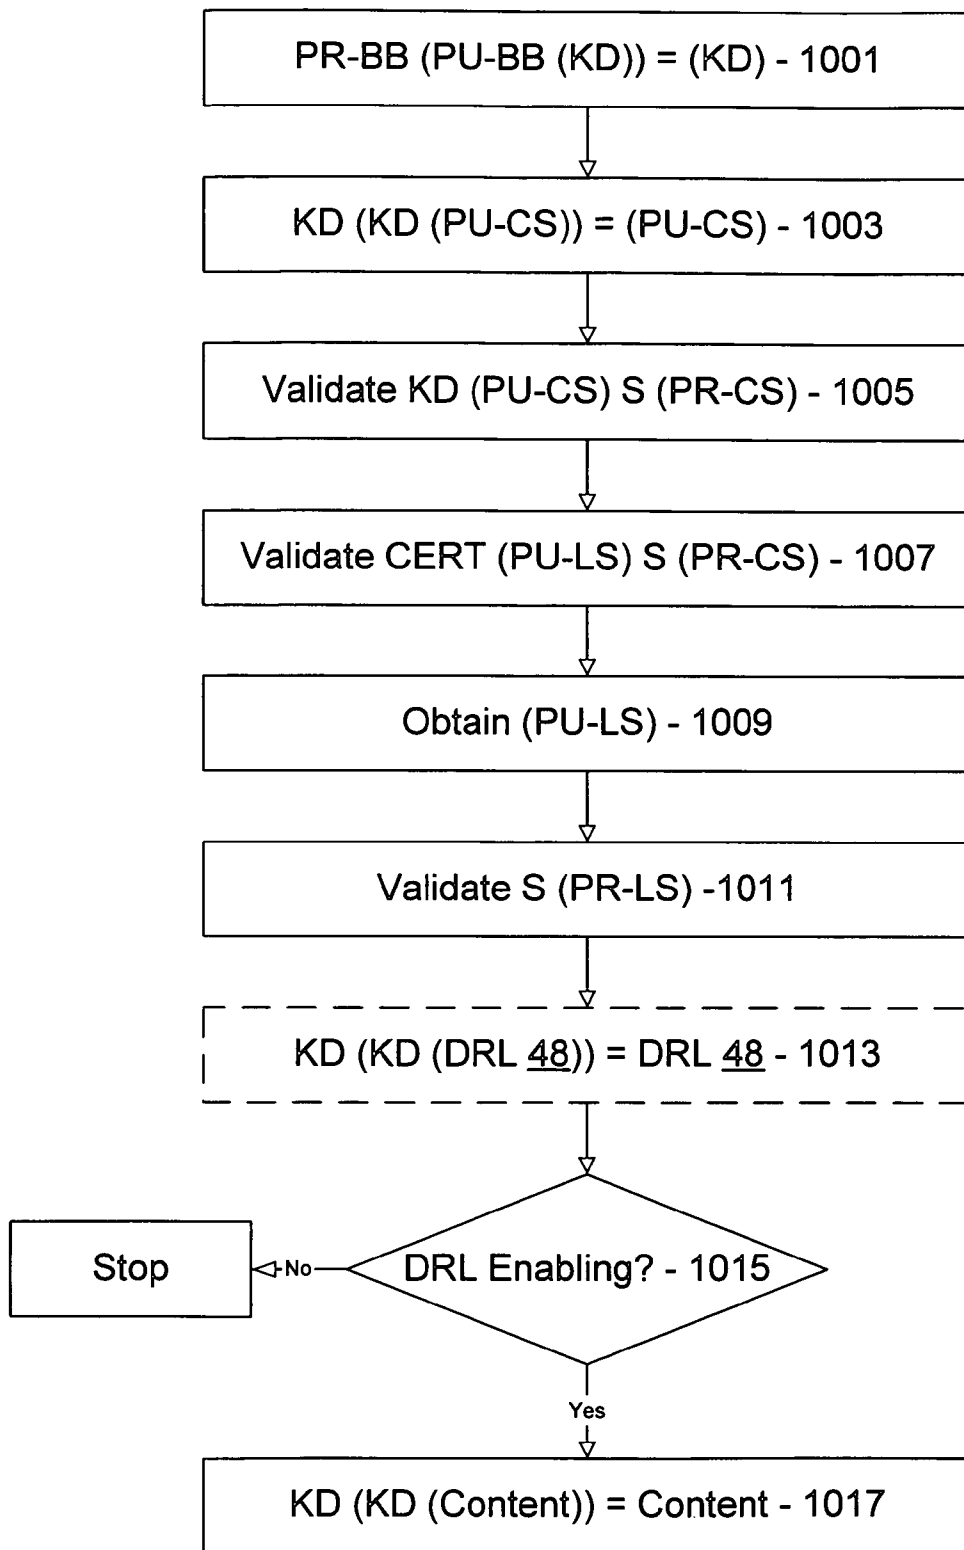 PR-BB (PU-BB (KD)) = (KD) - 1001
KD (KD (PU-CS)) = (PU-CS) - 1003
Validate KD (PU-CS) S (PR-CS) - 1005
Validate CERT (PU-LS) S (PR-CS) - 1007
Obtain (PU-LS) - 1009
Validate S (PR-LS) -1011
KD (KD (DRL 48)) = DRL 48 - 1013
DRL Enabling? - 1015
No
Stop
Yes
KD (KD (Content)) = Content - 1017